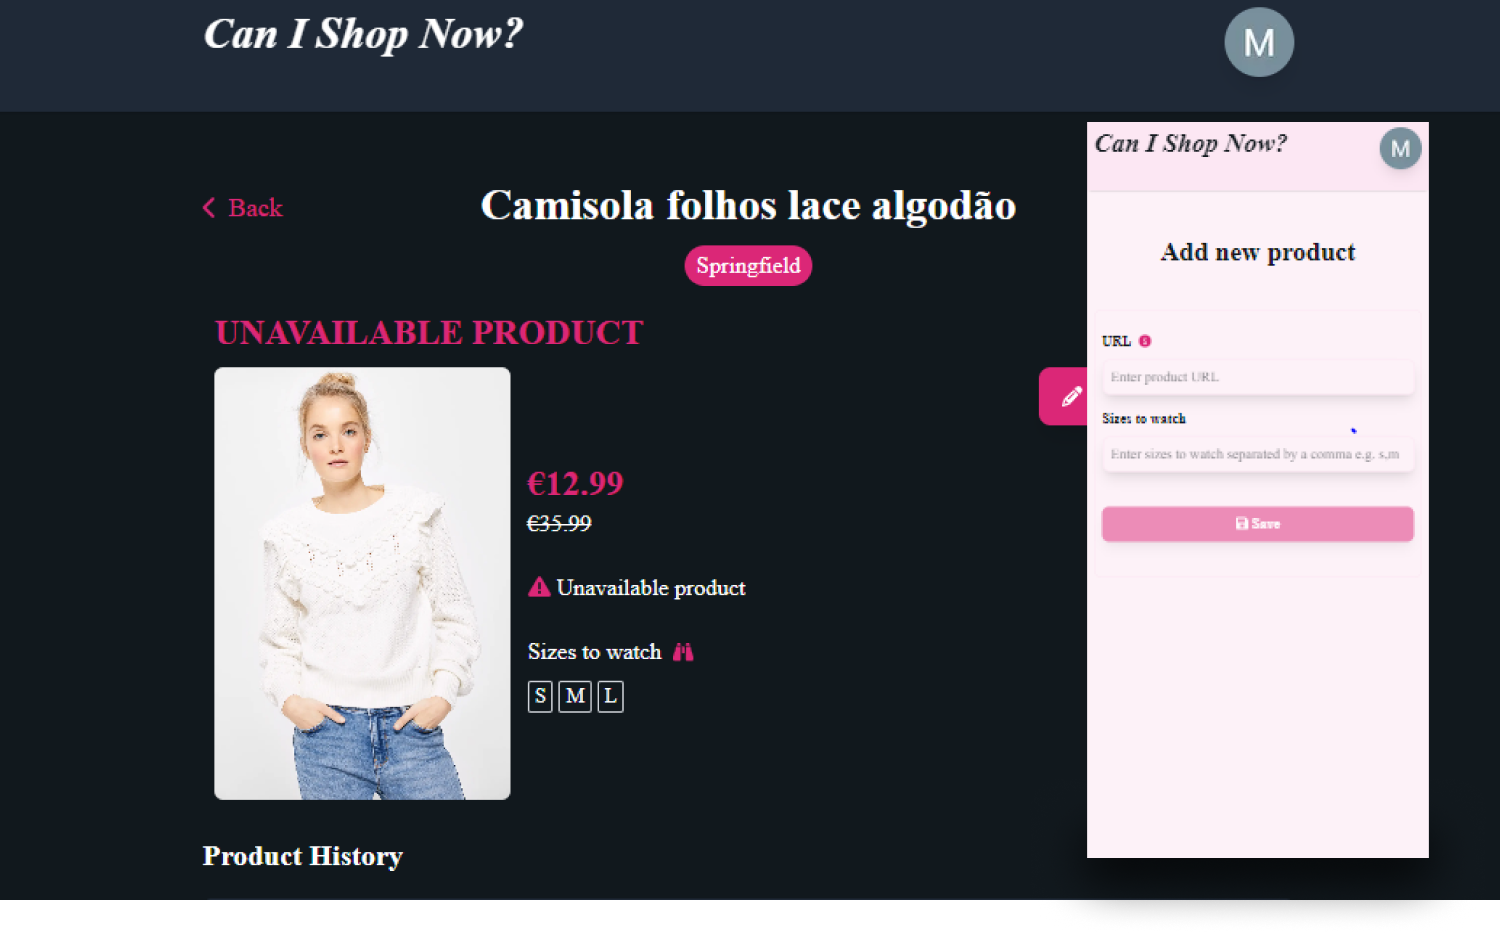 Can I Shop Now?
M
Back
Camisola folhos lace algodão
Springfield
UNAVAILABLE PRODUCT
€12.99
€35.99
Unavailable product
Sizes to watch
S M L
Product History
Can I Shop Now?
M
Add new product
URL
Enter product URL
Sizes to watch
Enter sizes to watch separated by a comma e.g. s,m
Save